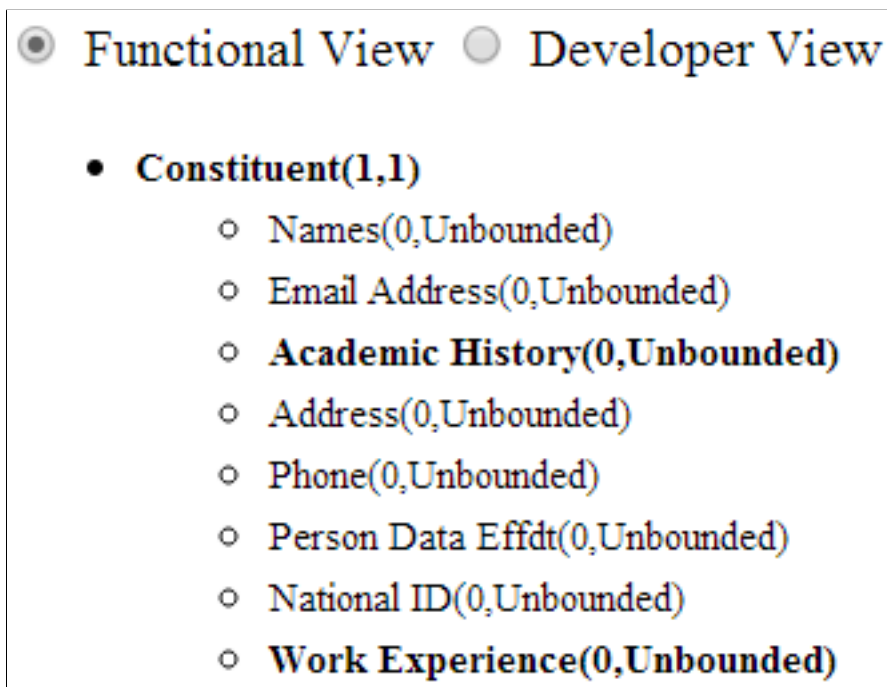 Functional View Developer View
Constituent(1,1)
Names(0,Unbounded)
Email Address(0,Unbounded)
Academic History(0,Unbounded)
Address(0,Unbounded)
Phone(0,Unbounded)
Person Data Effdt(0,Unbounded)
National ID(0,Unbounded)
Work Experience(0,Unbounded)